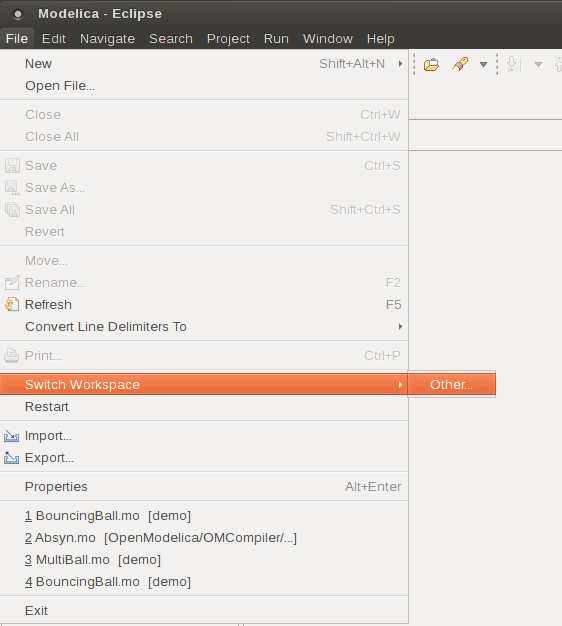 Modelica - Eclipse
File Edit Navigate Search Project Run Window Help
New Shift+Alt+N
Open File...
Close Ctrl+W
Close All Shift+Ctrl+W
Save Ctrl+S
Save As...
Save All Shift+Ctrl+S
Revert
Move...
Rename... F2
Refresh F5
Convert Line Delimiters To
Print... Ctrl+P
Switch Workspace Other...
Restart
Import...
Export...
Properties Alt+Enter
1 BouncingBall.mo [demo]
2 Absyn.mo [OpenModelica/OMCompiler/...]
3 MultiBall.mo [demo]
4 BouncingBall.mo [demo]
Exit